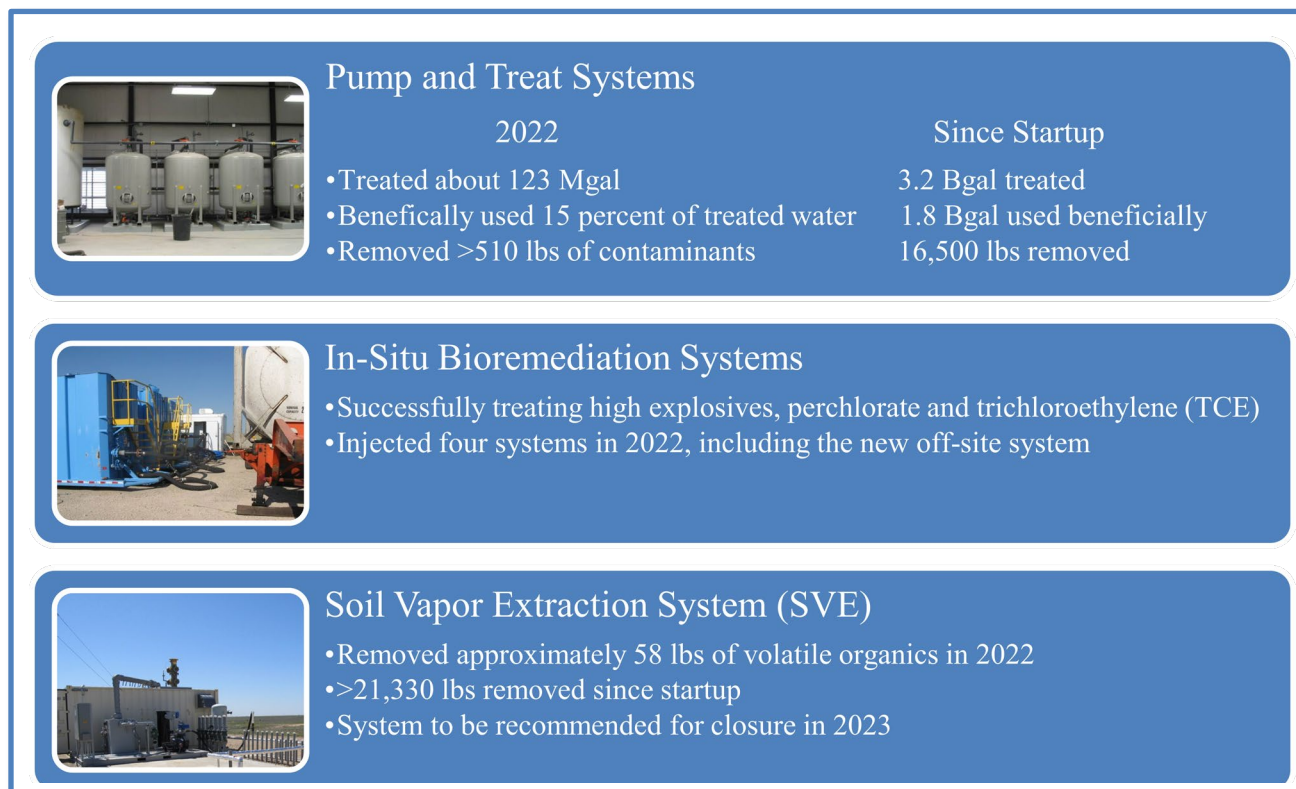 Pump and Treat Systems
2022 Since Startup
•Treated about 123 Mgal 3.2 Bgal treated
•Benefically used 15 percent of treated water 1.8 Bgal used beneficially
•Removed >510 lbs of contaminants 16,500 lbs removed
In-Situ Bioremediation Systems
•Successfully treating high explosives, perchlorate and trichloroethylene (TCE)
•Injected four systems in 2022, including the new off-site system
Soil Vapor Extraction System (SVE)
•Removed approximately 58 lbs of volatile organics in 2022
•>21,330 lbs removed since startup
•System to be recommended for closure in 2023